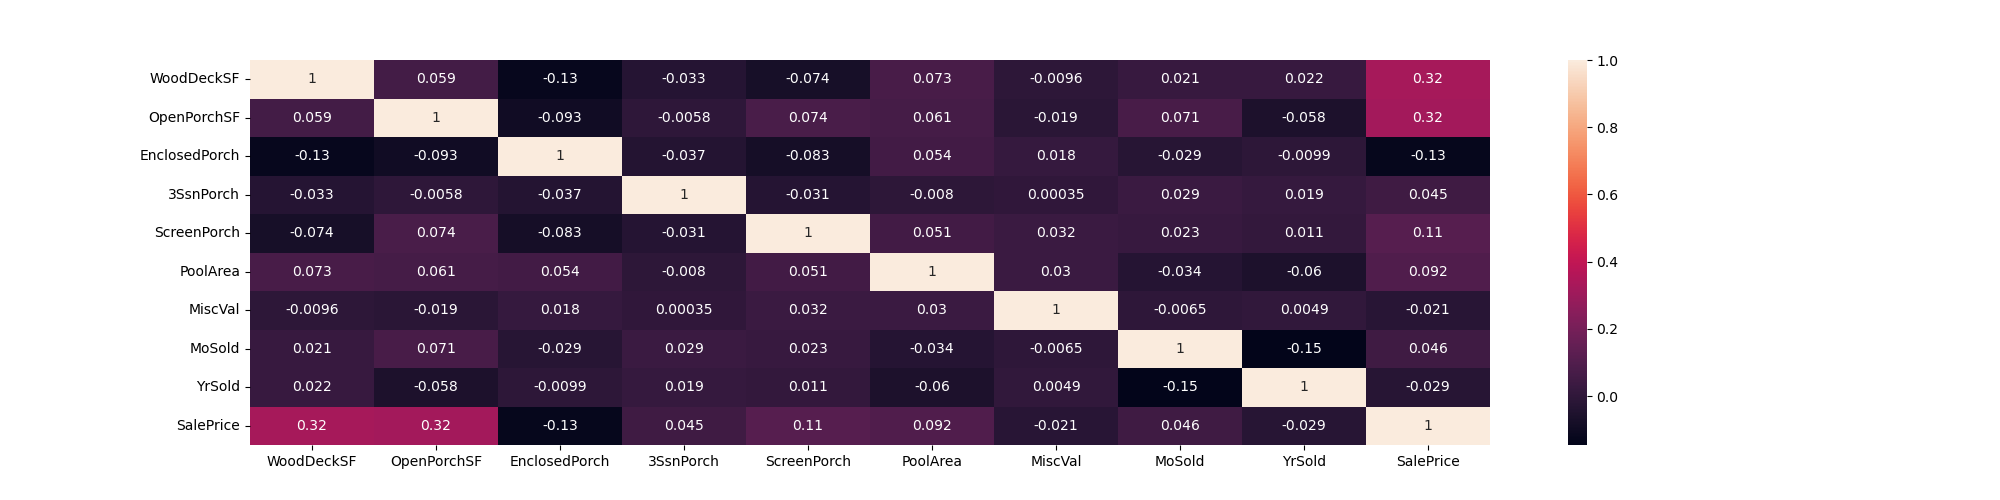 WoodDeckSF 1 0.059 -0.13 -0.033 -0.074 0.073 -0.0096 0.021 0.022 0.32
OpenPorchSF 0.059 1 -0.093 -0.0058 0.074 0.061 -0.019 0.071 -0.058 0.32
EnclosedPorch -0.13 -0.093 1 -0.037 -0.083 0.054 0.018 -0.029 -0.0099 -0.13
3SsnPorch -0.033 -0.0058 -0.037 1 -0.031 -0.008 0.00035 0.029 0.019 0.045
ScreenPorch -0.074 0.074 -0.083 -0.031 1 0.051 0.032 0.023 0.011 0.11
PoolArea 0.073 0.061 0.054 -0.008 0.051 1 0.03 -0.034 -0.06 0.092
MiscVal -0.0096 -0.019 0.018 0.00035 0.032 0.03 1 -0.0065 0.0049 -0.021
MoSold 0.021 0.071 -0.029 0.029 0.023 -0.034 -0.0065 1 -0.15 0.046
YrSold 0.022 -0.058 -0.0099 0.019 0.011 -0.06 0.0049 -0.15 1 -0.029
SalePrice 0.32 0.32 -0.13 0.045 0.11 0.092 -0.021 0.046 -0.029 1
WoodDeckSF OpenPorchSF EnclosedPorch 3SsnPorch ScreenPorch PoolArea MiscVal MoSold YrSold SalePrice
1.0
0.8
0.6
0.4
0.2
0.0